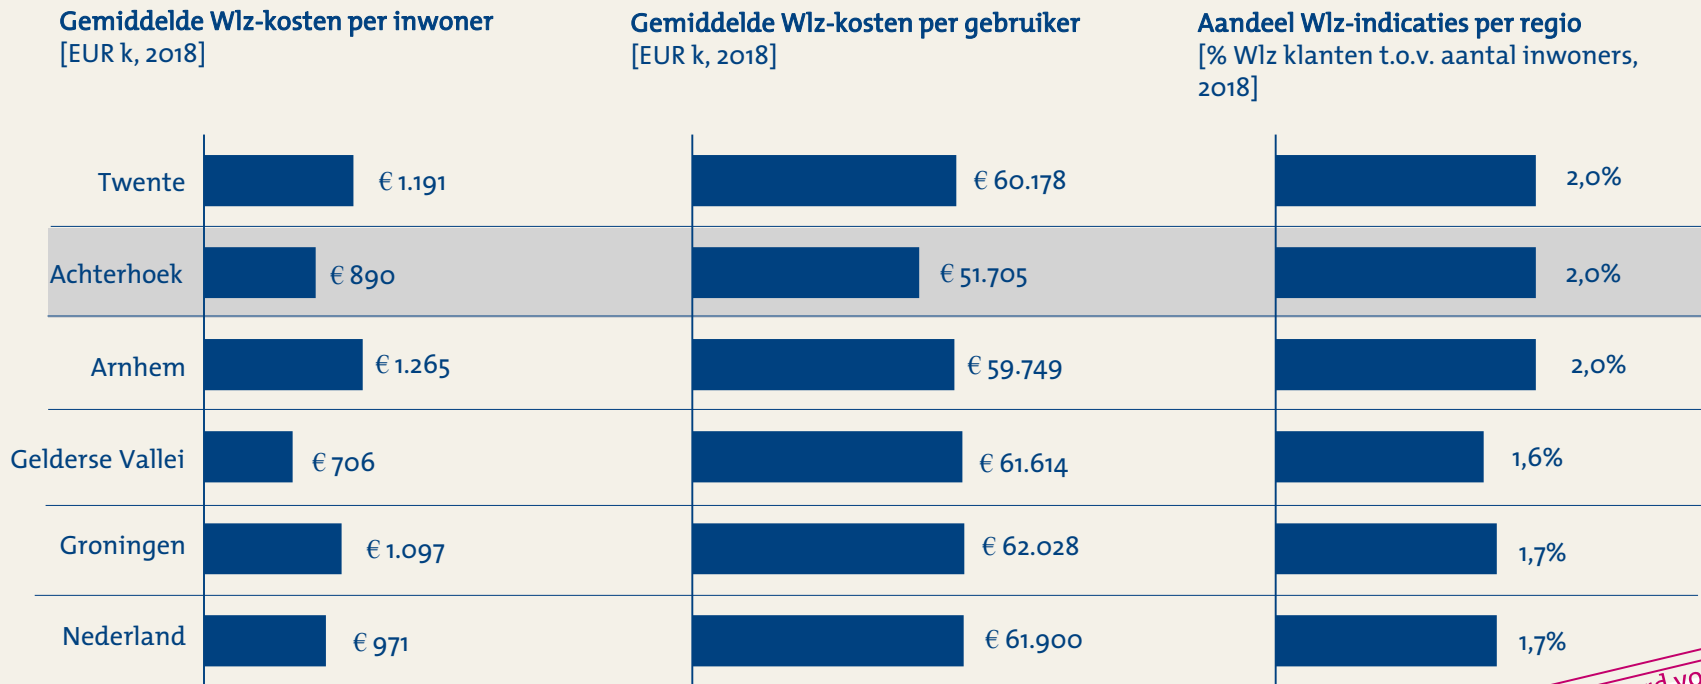 Gemiddelde Wlz-kosten per inwoner
[EUR k, 2018]
Gemiddelde Wlz-kosten per gebruiker
[EUR k, 2018]
Aandeel Wlz-indicaties per regio
[% Wlz klanten t.o.v. aantal inwoners,
2018]
Twente € 1.191 € 60.178 2,0%
Achterhoek € 890 € 51.705 2,0%
Arnhem € 1.265 € 59.749 2,0%
Gelderse Vallei € 706 € 61.614 1,6%
Groningen € 1.097 € 62.028 1,7%
Nederland € 971 € 61.900 1,7%